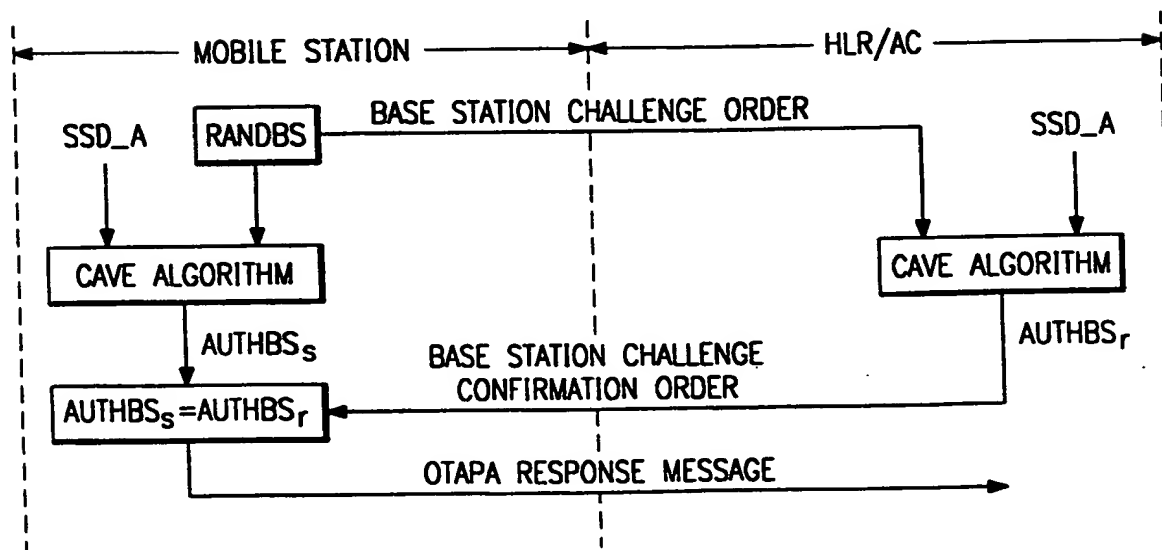 MOBILE STATION
HLR/AC
BASE STATION CHALLENGE ORDER
SSD_A
RANDBS
SSD_A
CAVE ALGORITHM
CAVE ALGORITHM
AUTHBSs
AUTHBSr
BASE STATION CHALLENGE
CONFIRMATION ORDER
AUTHBSs=AUTHBSr
OTAPA RESPONSE MESSAGE